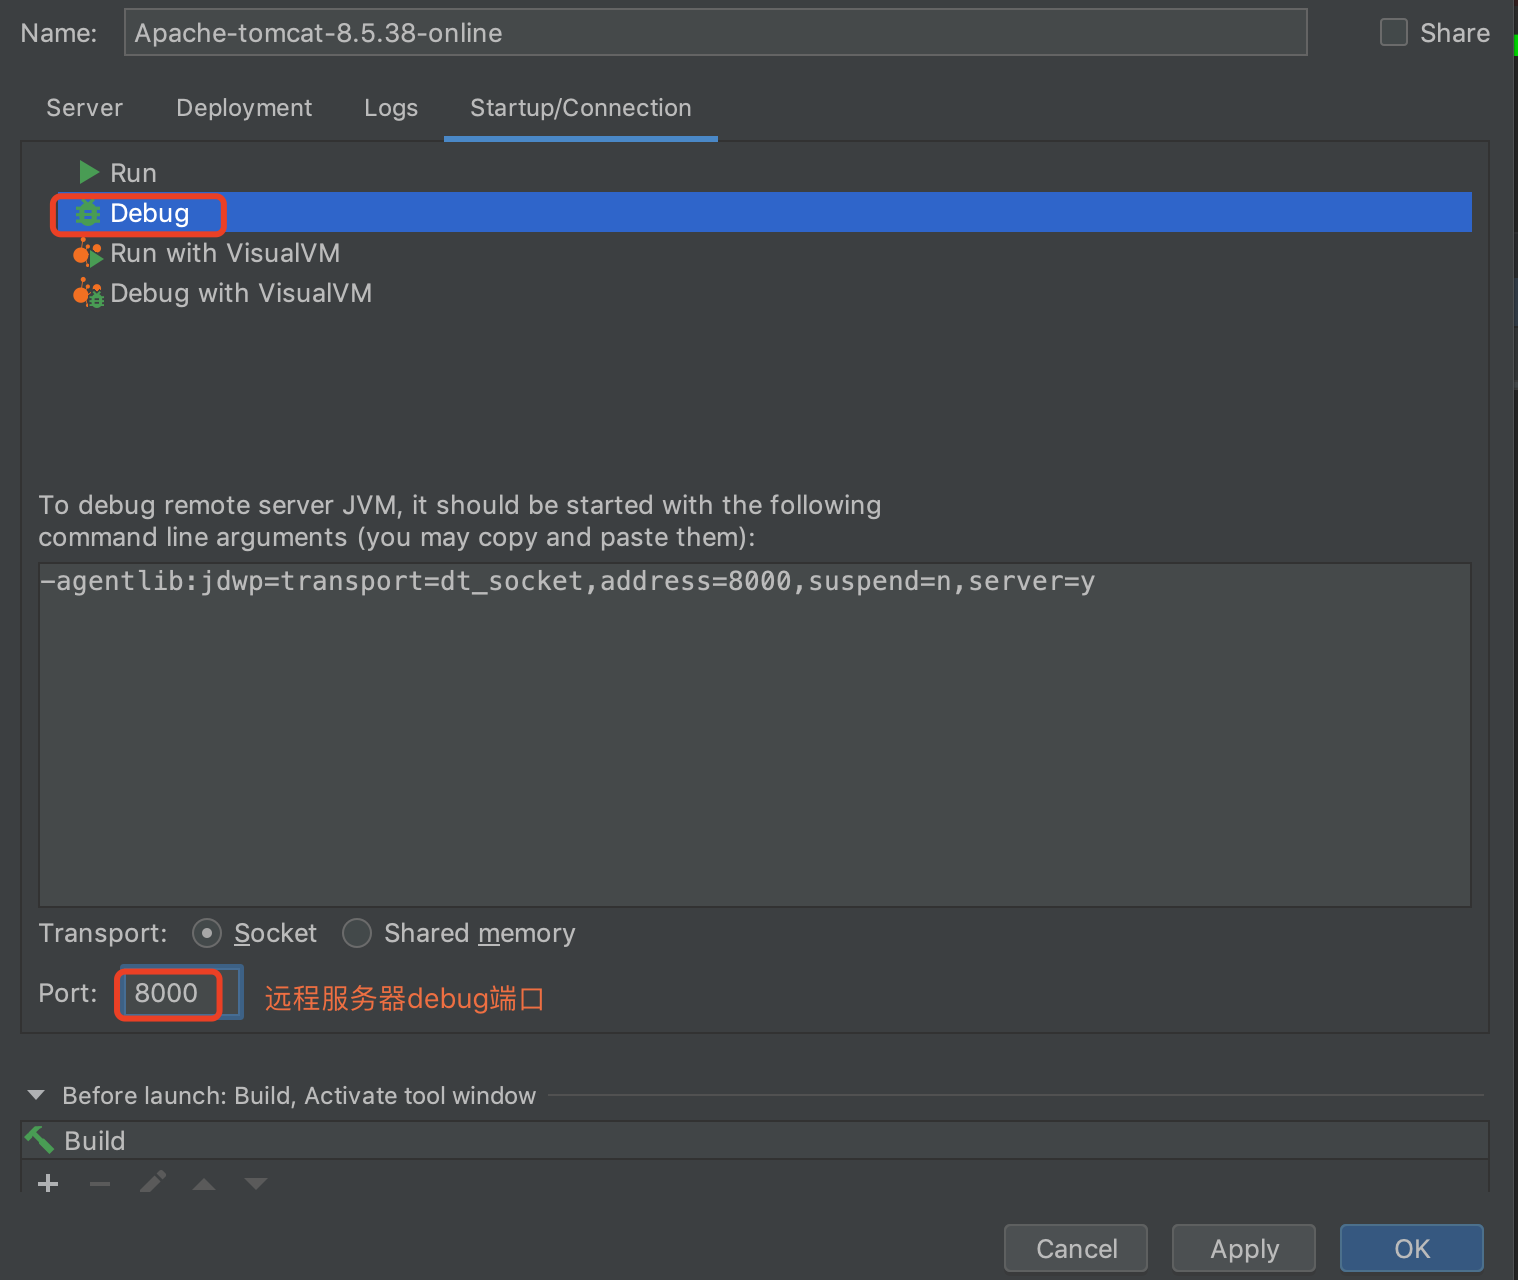 Name: Apache-tomcat-8.5.38-online Share
Server Deployment Logs Startup/Connection
Run
Debug
Run with VisualVM
Debug with VisualVM
To debug remote server JVM, it should be started with the following
command line arguments (you may copy and paste them):
-agentlib:jdwp=transport=dt_socket,address=8000,suspend=n,server=y
Transport: Socket Shared memory
Port: 8000 远程服务器debug端口
Before launch: Build, Activate tool window
Build
Cancel Apply OK